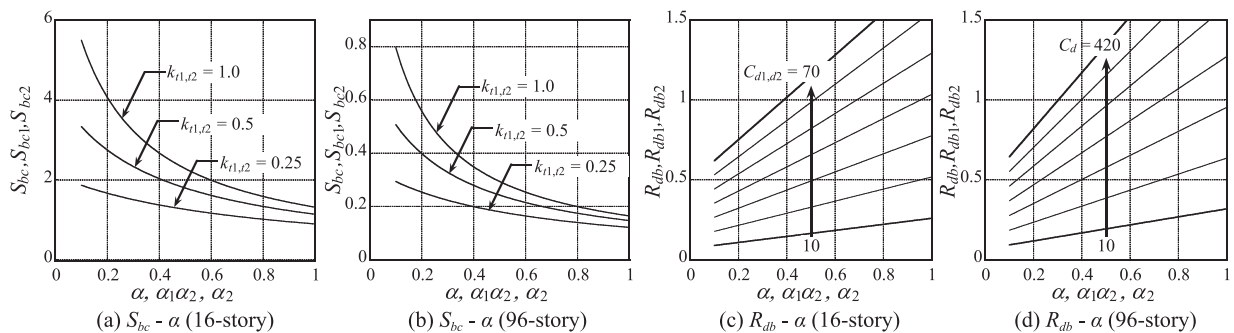 6
4
2
0
S_bc, S_bc1, S_bc2
k_t1,t2 = 1.0
k_t1,t2 = 0.5
k_t1,t2 = 0.25
0 0.2 0.4 0.6 0.8 1
α, α₁α₂, α₂
(a) S_bc - α (16-story)
0.8
0.6
0.4
0.2
0
S_bc, S_bc1, S_bc2
k_t1,t2 = 1.0
k_t1,t2 = 0.5
k_t1,t2 = 0.25
0 0.2 0.4 0.6 0.8 1
α, α₁α₂, α₂
(b) S_bc - α (96-story)
1.5
1
0.5
0
R_db, R_db1, R_db2
C_d1,d2 = 70
10
0 0.2 0.4 0.6 0.8 1
α, α₁α₂, α₂
(c) R_db - α (16-story)
1.5
1
0.5
0
R_db, R_db1, R_db2
C_d = 420
10
0 0.2 0.4 0.6 0.8 1
α, α₁α₂, α₂
(d) R_db - α (96-story)